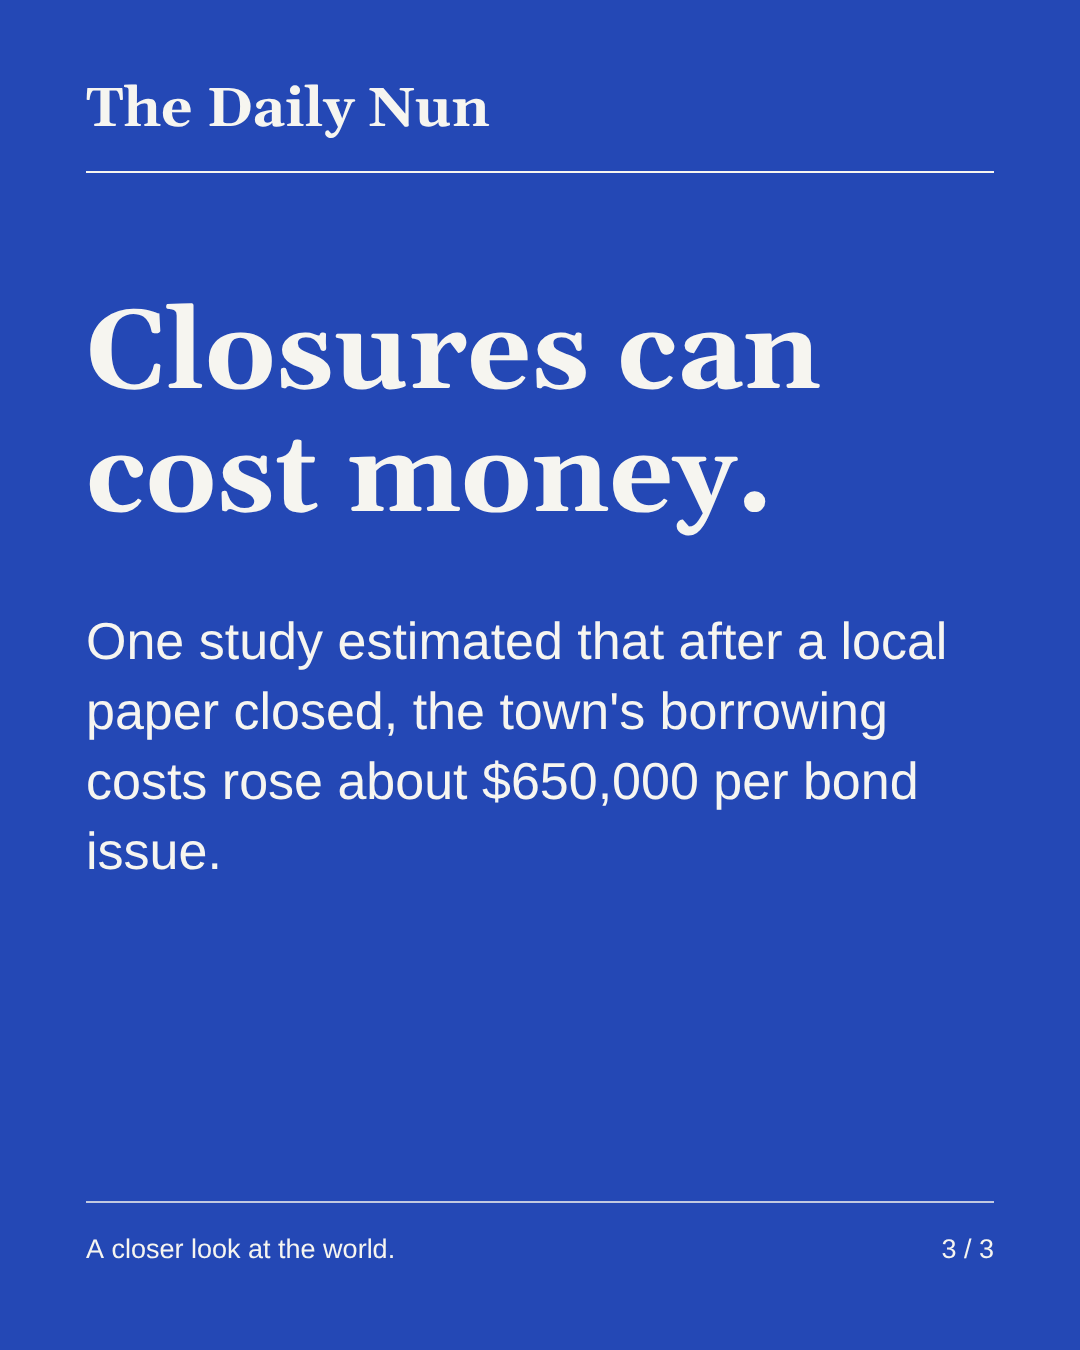 The Daily Nun
Closures can
cost money.
One study estimated that after a local
paper closed, the town's borrowing
costs rose about $650,000 per bond
issue.
A closer look at the world.
3 / 3